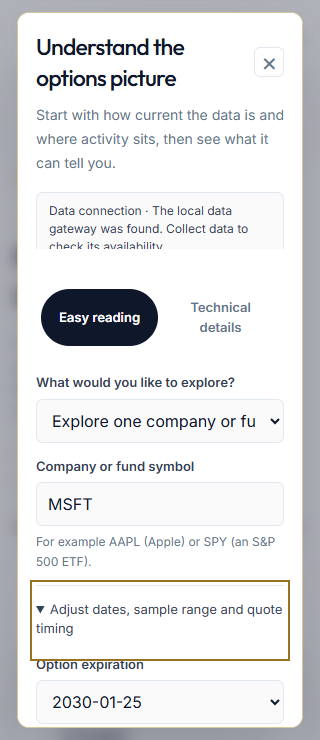 Understand the
options picture
Start with how current the data is and
where activity sits, then see what it
can tell you.
Data connection · The local data
gateway was found. Collect data to
check its availability
Easy reading
Technical
details
What would you like to explore?
Explore one company or fu
Company or fund symbol
MSFT
For example AAPL (Apple) or SPY (an S&P
500 ETF).
▼ Adjust dates, sample range and quote
timing
Option expiration
2030-01-25